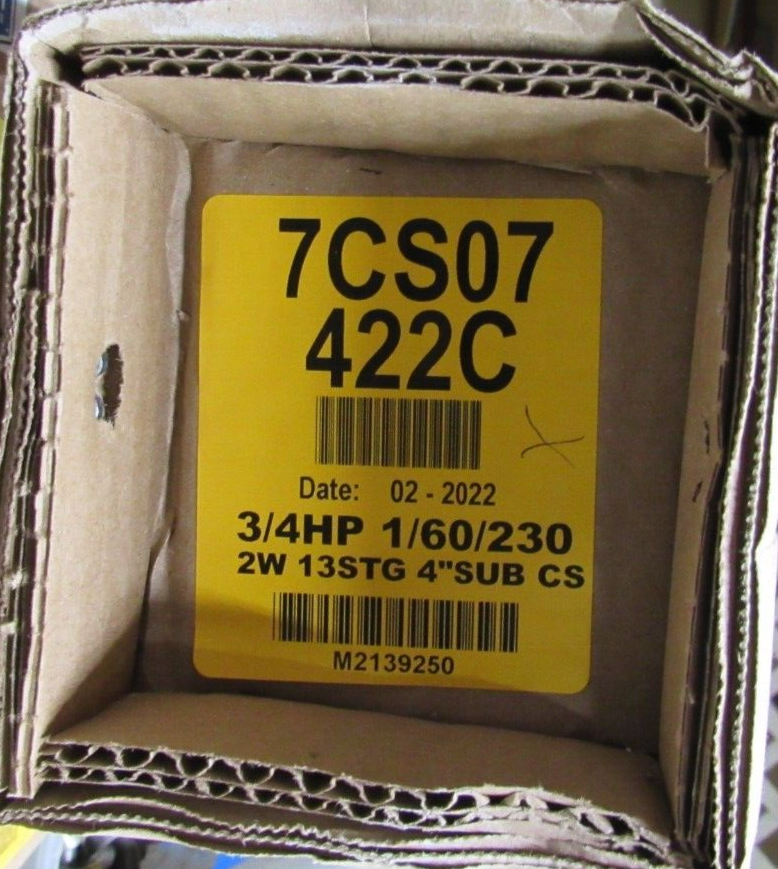 7CS07
422C
Date: 02 - 2022
3/4HP 1/60/230
2W 13STG 4"SUB CS
M2139250